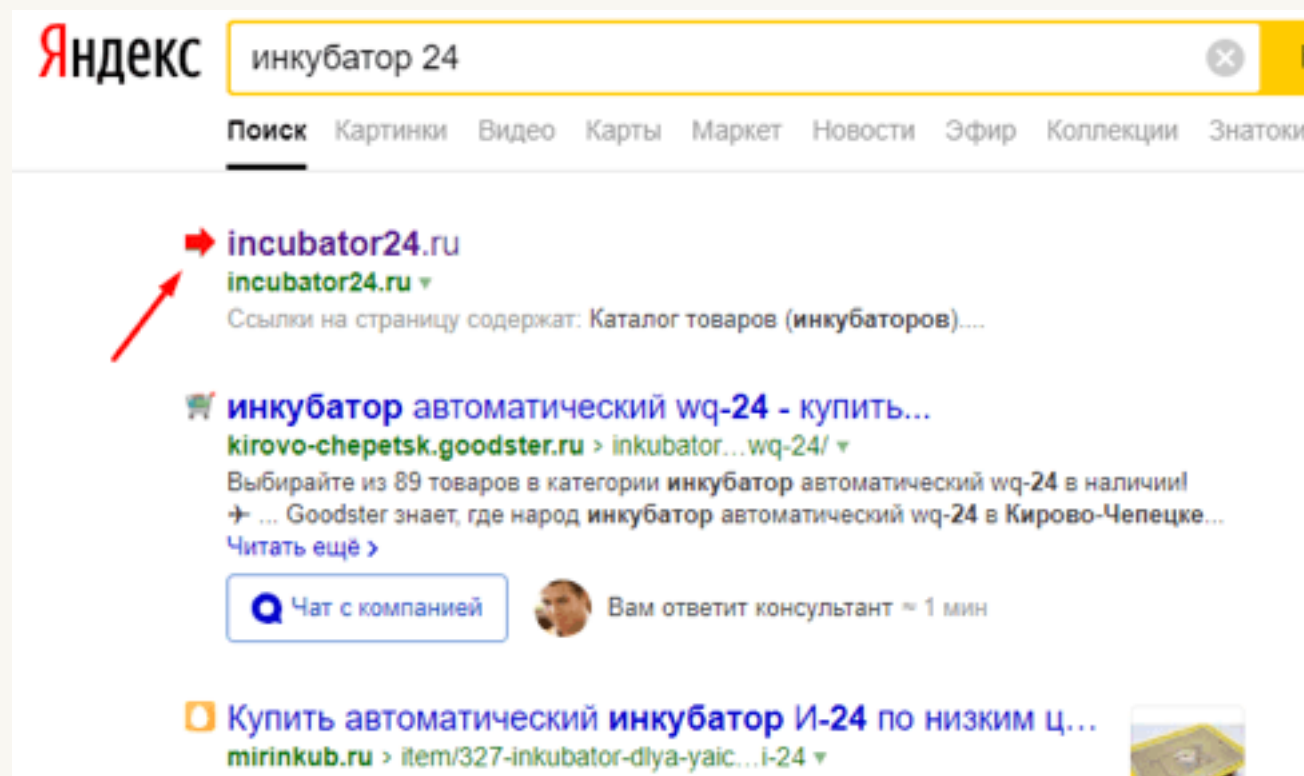 Яндекс
инкубатор 24
Поиск Картинки Видео Карты Маркет Новости Эфир Коллекции Знатоки
incubator24.ru
incubator24.ru
Ссылки на страницу содержат: Каталог товаров (инкубаторов)....
инкубатор автоматический wq-24 - купить...
kirovo-chepetsk.goodster.ru › inkubator...wq-24/
Выбирайте из 89 товаров в категории инкубатор автоматический wq-24 в наличии!
... Goodster знает, где народ инкубатор автоматический wq-24 в Кирово-Чепецке...
Читать ещё ›
Чат с компанией Вам ответит консультант ≈ 1 мин
Купить автоматический инкубатор И-24 по низким ц...
mirinkub.ru › item/327-inkubator-dlya-yaic...i-24